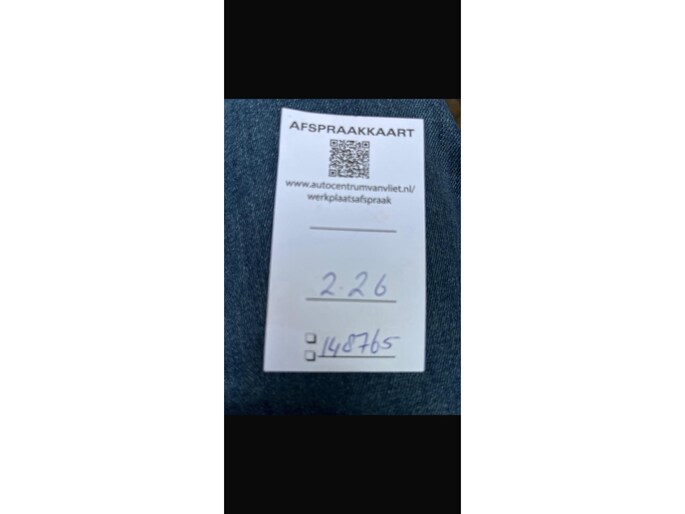 AFSPRAAKKAART
www.autocentrumvanvliet.nl/
werkplaatsafspraak
2.26
148765